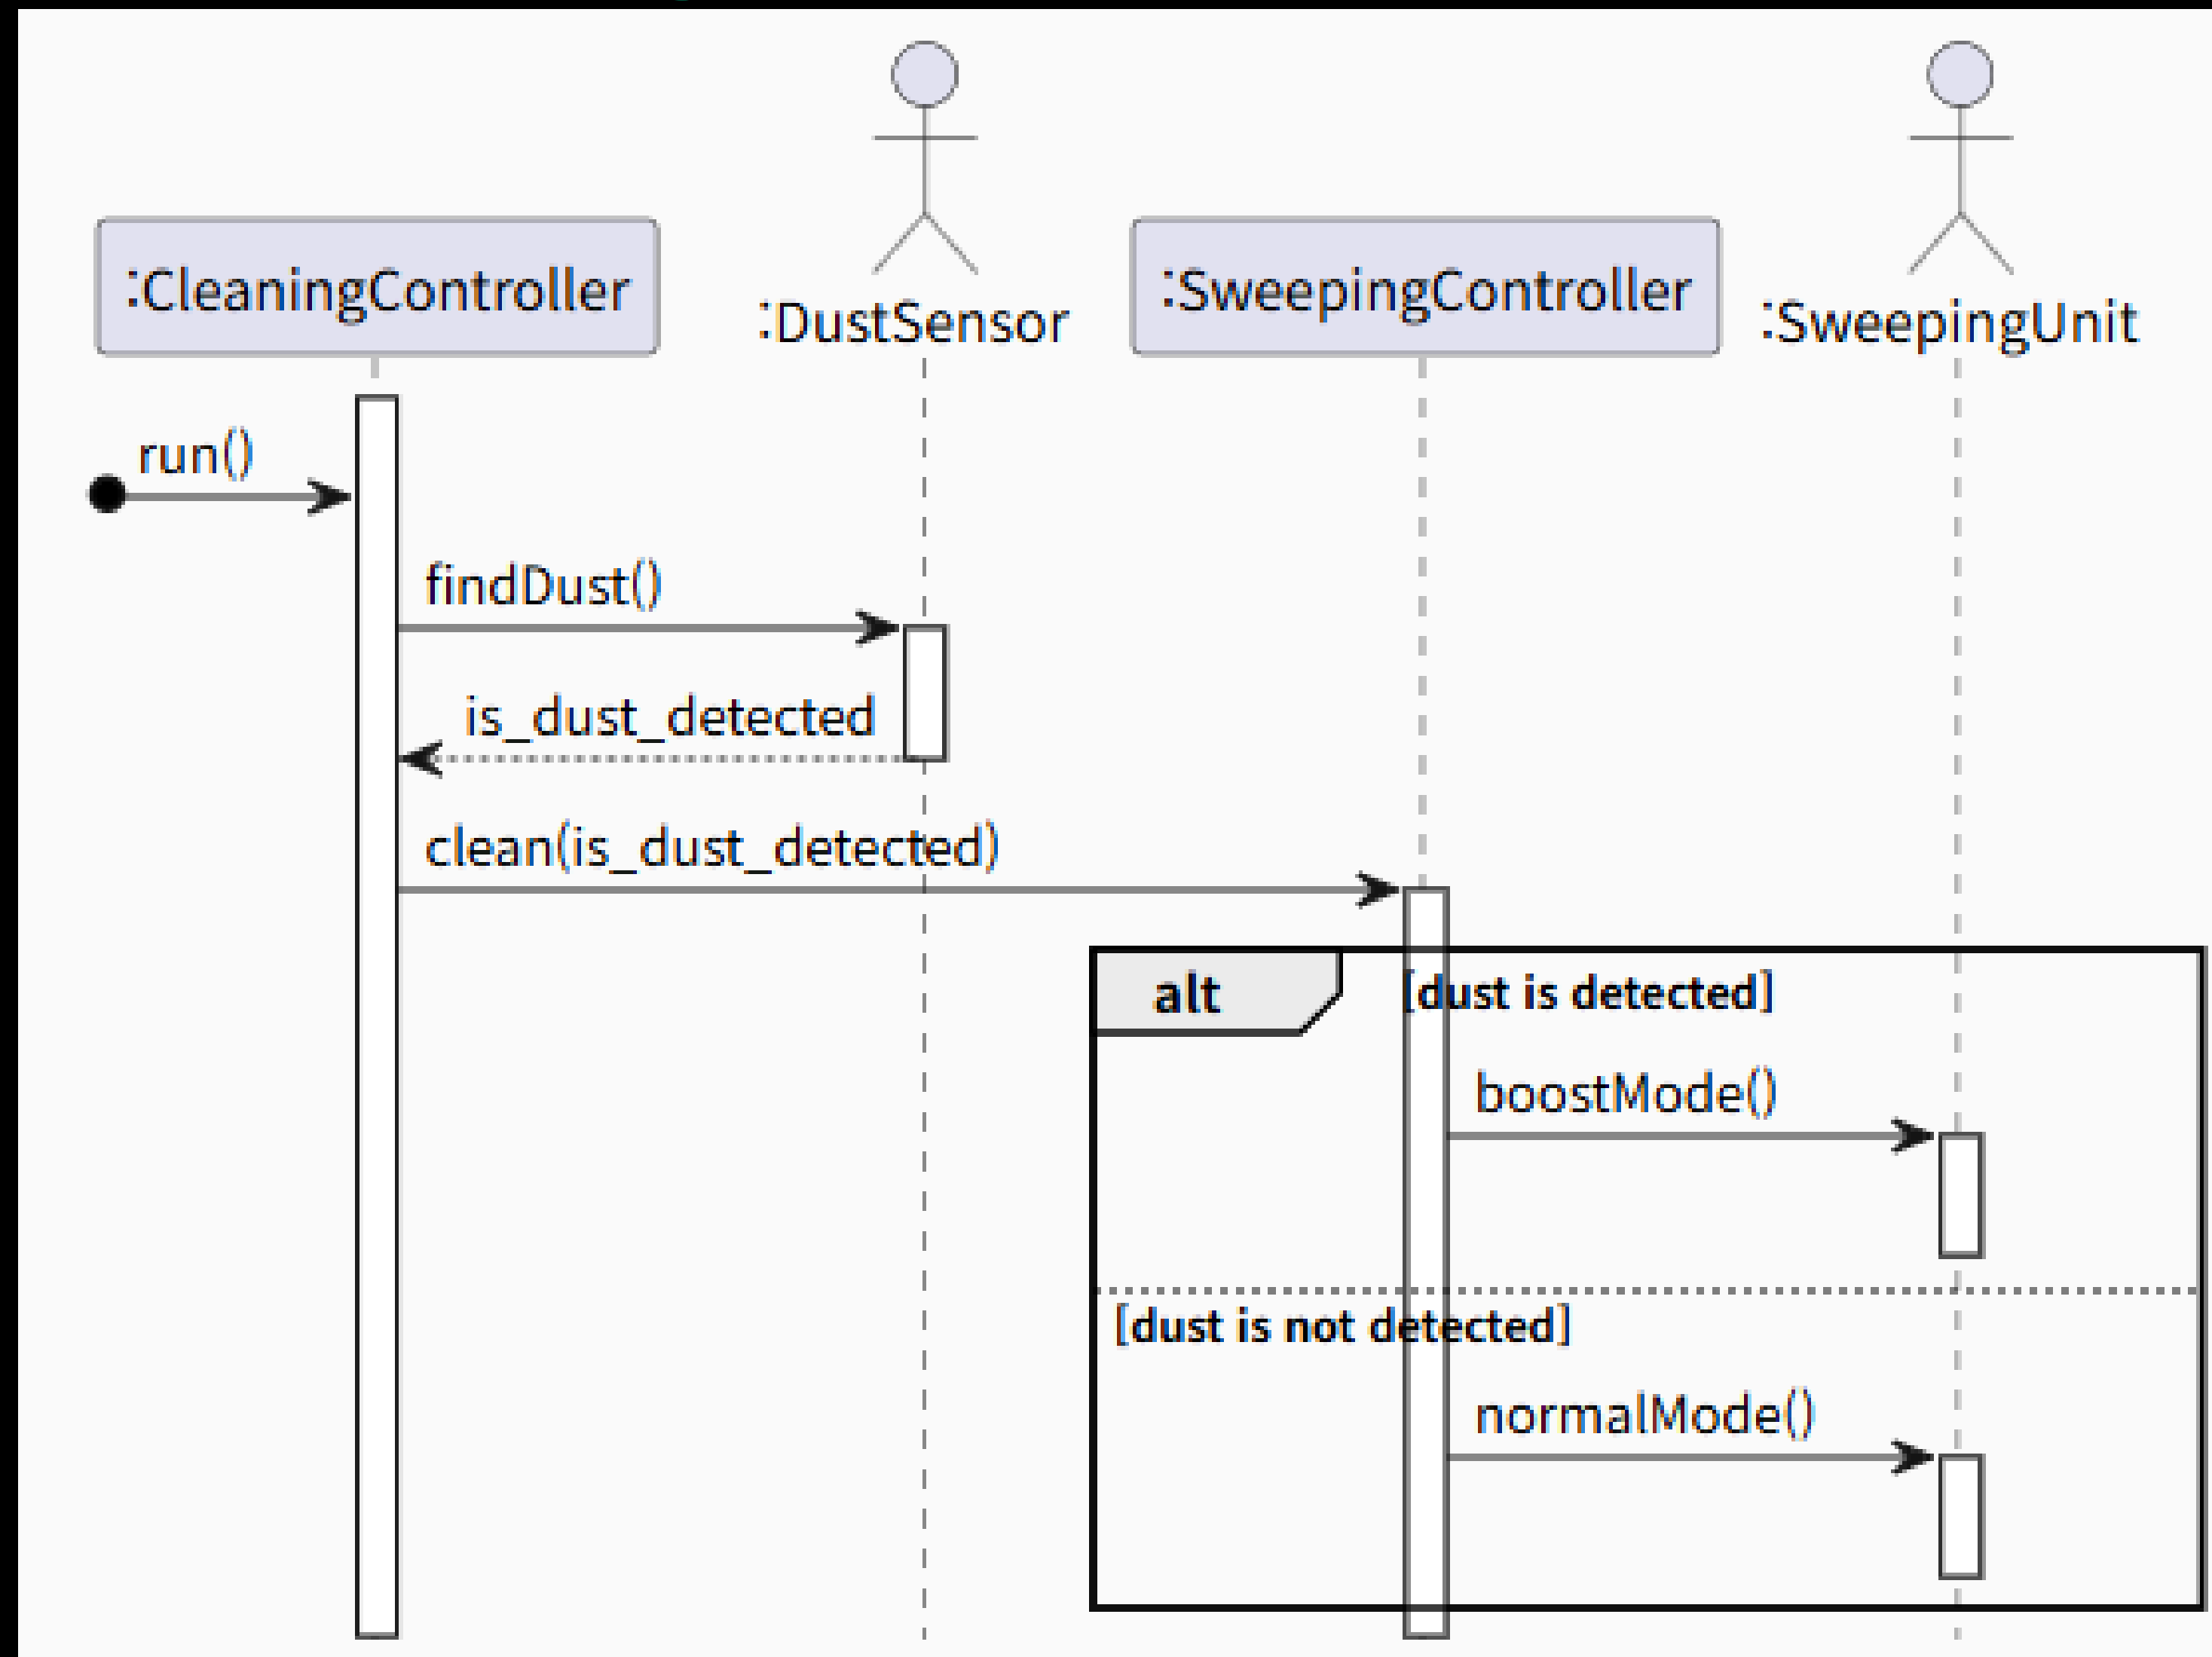 :CleaningController
:DustSensor
:SweepingController
:SweepingUnit
run()
findDust()
is_dust_detected
clean(is_dust_detected)
alt [dust is detected]
boostMode()
[dust is not detected]
normalMode()